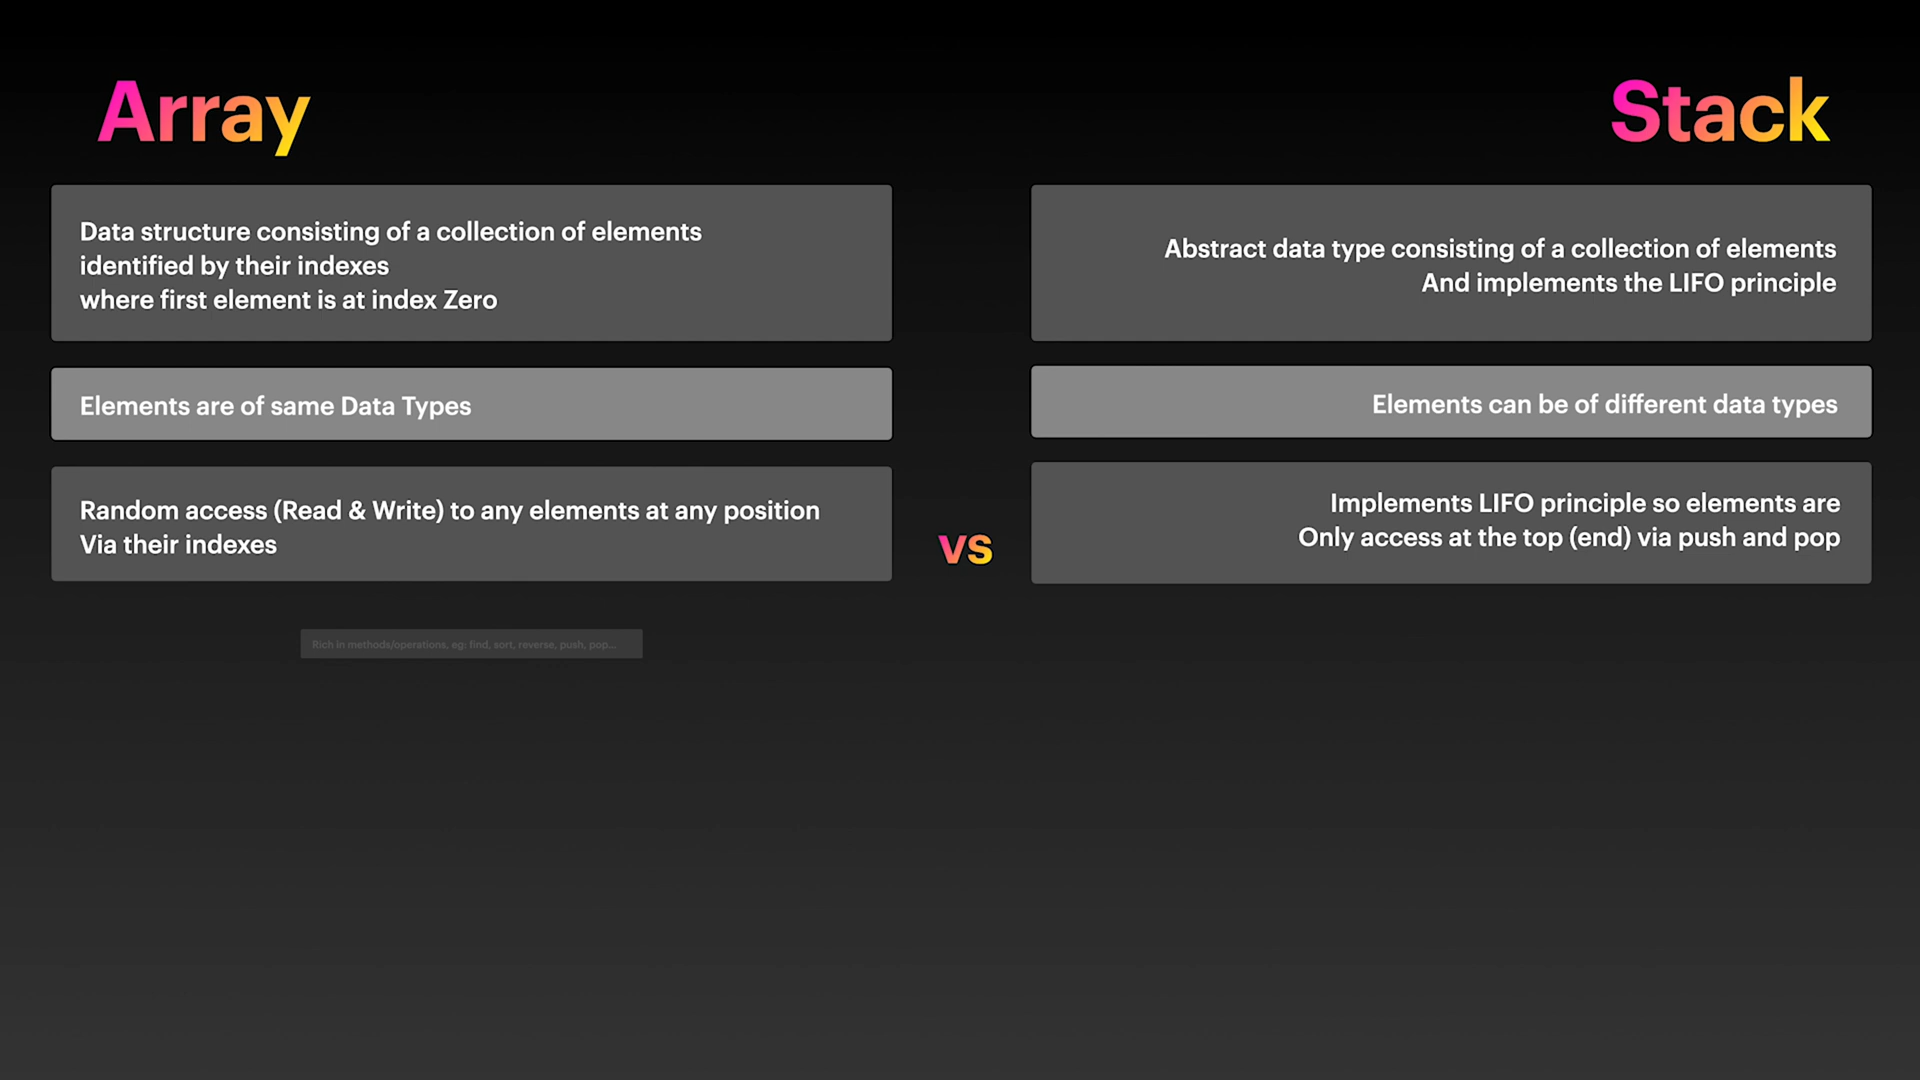 Array
Data structure consisting of a collection of elements
identified by their indexes
where first element is at index Zero
Elements are of same Data Types
Random access (Read & Write) to any elements at any position
Via their indexes
Rich in methods/operations, eg: find, sort, reverse, push, pop...
vs
Stack
Abstract data type consisting of a collection of elements
And implements the LIFO principle
Elements can be of different data types
Implements LIFO principle so elements are
Only access at the top (end) via push and pop